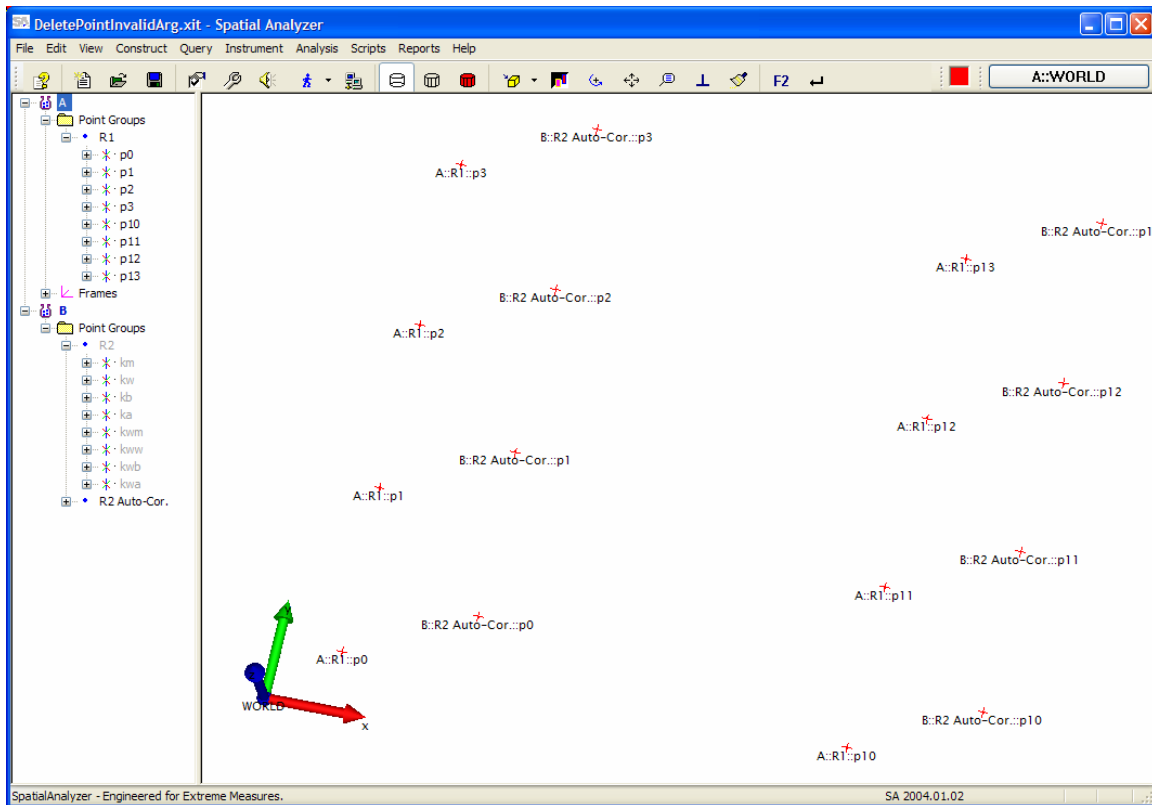 DeletePointInvalidArg.xit - Spatial Analyzer
File Edit View Construct Query Instrument Analysis Scripts Reports Help
F2
A::WORLD
A
Point Groups
R1
p0
p1
p2
p3
p10
p11
p12
p13
Frames
B
Point Groups
R2
km
kw
kb
ka
kwm
kww
kwb
kwa
R2 Auto-Cor.
B::R2 Auto-Cor.::p3
A::R1::p3
B::R2 Auto-Cor.::p1
A::R1::p13
B::R2 Auto-Cor.::p2
A::R1::p2
B::R2 Auto-Cor.::p12
A::R1::p12
B::R2 Auto-Cor.::p1
A::R1::p1
B::R2 Auto-Cor.::p11
A::R1::p11
B::R2 Auto-Cor.::p0
A::R1::p0
WORLD
x
B::R2 Auto-Cor.::p10
A::R1::p10
SpatialAnalyzer - Engineered for Extreme Measures.
SA 2004.01.02